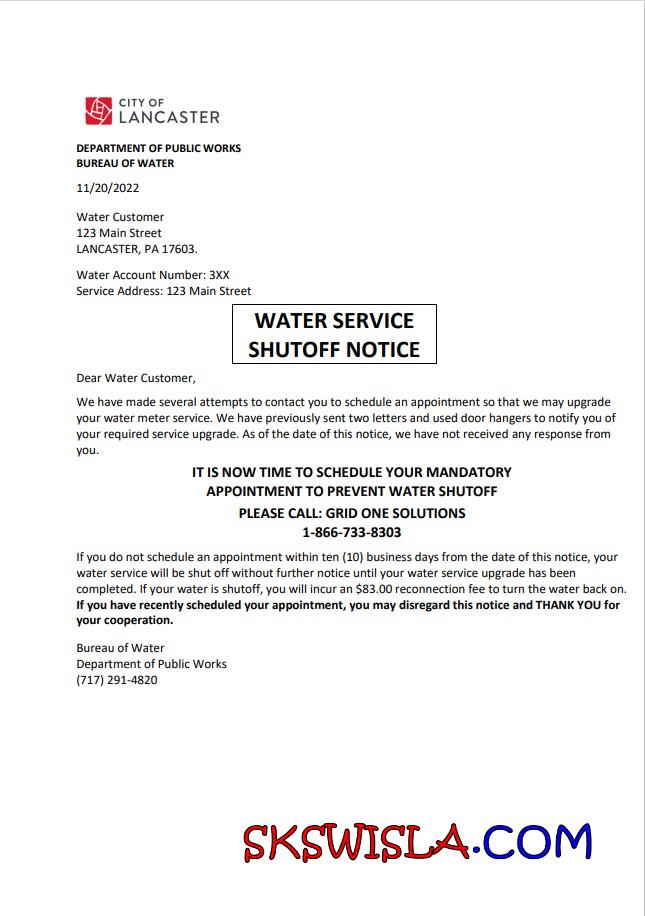 CITY OF
LANCASTER
DEPARTMENT OF PUBLIC WORKS
BUREAU OF WATER
11/20/2022
Water Customer
123 Main Street
LANCASTER, PA 17603.
Water Account Number: 3XX
Service Address: 123 Main Street
WATER SERVICE
SHUTOFF NOTICE
Dear Water Customer,
We have made several attempts to contact you to schedule an appointment so that we may upgrade
your water meter service. We have previously sent two letters and used door hangers to notify you of
your required service upgrade. As of the date of this notice, we have not received any response from
you.
IT IS NOW TIME TO SCHEDULE YOUR MANDATORY
APPOINTMENT TO PREVENT WATER SHUTOFF
PLEASE CALL: GRID ONE SOLUTIONS
1-866-733-8303
If you do not schedule an appointment within ten (10) business days from the date of this notice, your
water service will be shut off without further notice until your water service upgrade has been
completed. If your water is shutoff, you will incur an $83.00 reconnection fee to turn the water back on.
If you have recently scheduled your appointment, you may disregard this notice and THANK YOU for
your cooperation.
Bureau of Water
Department of Public Works
(717) 291-4820
SKSWISLA.COM